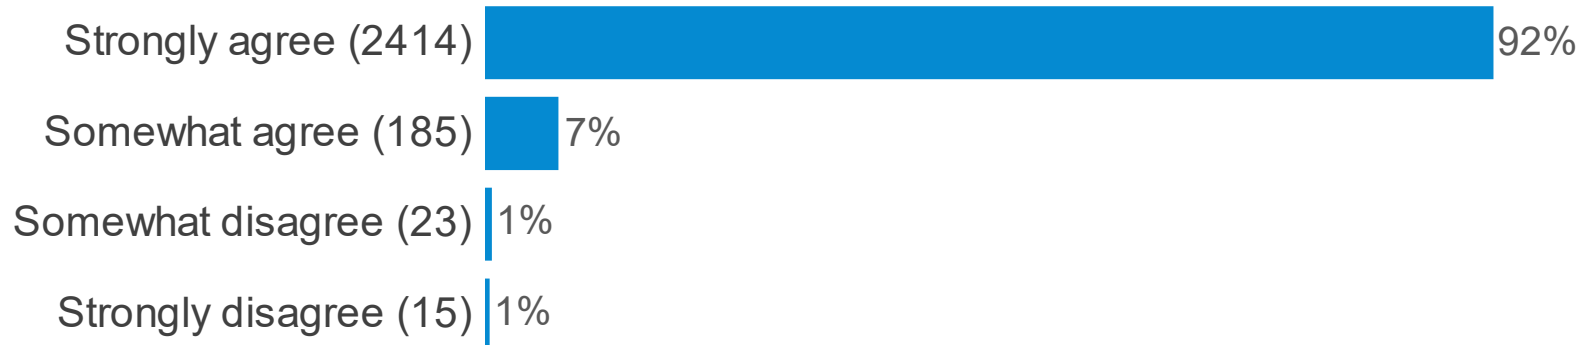 Strongly agree (2414) 92%
Somewhat agree (185) 7%
Somewhat disagree (23) 1%
Strongly disagree (15) 1%